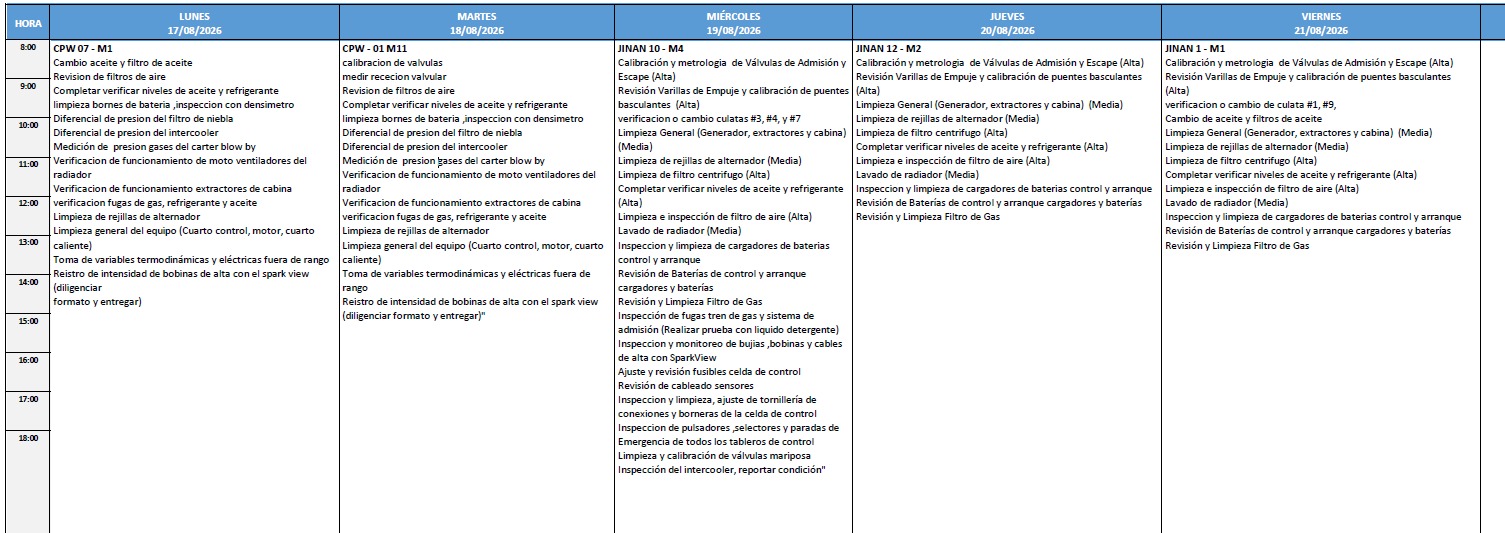 HORA
LUNES
17/08/2026
MARTES
18/08/2026
MIÉRCOLES
19/08/2026
JUEVES
20/08/2026
VIERNES
21/08/2026
8:00
9:00
10:00
11:00
12:00
13:00
14:00
15:00
16:00
17:00
18:00
CPW 07 - M1
Cambio aceite y filtro de aceite
Revision de filtros de aire
Completar verificar niveles de aceite y refrigerante
limpieza bornes de bateria ,inspeccion con densimetro
Diferencial de presion del filtro de niebla
Diferencial de presion del intercooler
Medición de presion gases del carter blow by
Verificacion de funcionamiento de moto ventiladores del
radiador
Verificacion de funcionamiento extractores de cabina
verificacion fugas de gas, refrigerante y aceite
Limpieza de rejillas de alternador
Limpieza general del equipo (Cuarto control, motor, cuarto
caliente)
Toma de variables termodinámicas y eléctricas fuera de rango
Reistro de intensidad de bobinas de alta con el spark view
(diligenciar
formato y entregar)
CPW - 01 M11
calibracion de valvulas
medir rececion valvular
Revision de filtros de aire
Completar verificar niveles de aceite y refrigerante
limpieza bornes de bateria ,inspeccion con densimetro
Diferencial de presion del filtro de niebla
Diferencial de presion del intercooler
Medición de presion gases del carter blow by
Verificacion de funcionamiento de moto ventiladores del
radiador
Verificacion de funcionamiento extractores de cabina
verificacion fugas de gas, refrigerante y aceite
Limpieza de rejillas de alternador
Limpieza general del equipo (Cuarto control, motor, cuarto
caliente)
Toma de variables termodinámicas y eléctricas fuera de
rango
Reistro de intensidad de bobinas de alta con el spark view
(diligenciar formato y entregar)"
JINAN 10 - M4
Calibración y metrologia de Válvulas de Admisión y
Escape (Alta)
Revisión Varillas de Empuje y calibración de puentes
basculantes (Alta)
verificacion o cambio culatas #3, #4, y #7
Limpieza General (Generador, extractores y cabina)
(Media)
Limpieza de rejillas de alternador (Media)
Limpieza de filtro centrifugo (Alta)
Completar verificar niveles de aceite y refrigerante
(Alta)
Limpieza e inspección de filtro de aire (Alta)
Lavado de radiador (Media)
Inspeccion y limpieza de cargadores de baterias
control y arranque
Revisión de Baterías de control y arranque
cargadores y baterías
Revisión y Limpieza Filtro de Gas
Inspección de fugas tren de gas y sistema de
admisión (Realizar prueba con liquido detergente)
Inspeccion y monitoreo de bujias ,bobinas y cables
de alta con SparkView
Ajuste y revisión fusibles celda de control
Revisión de cableado sensores
Inspeccion y limpieza, ajuste de tornillería de
conexiones y borneras de la celda de control
Inspeccion de pulsadores ,selectores y paradas de
Emergencia de todos los tableros de control
Limpieza y calibración de válvulas mariposa
Inspección del intercooler, reportar condición"
JINAN 12 - M2
Calibración y metrologia de Válvulas de Admisión y Escape (Alta)
Revisión Varillas de Empuje y calibración de puentes basculantes
(Alta)
Limpieza General (Generador, extractores y cabina) (Media)
Limpieza de rejillas de alternador (Media)
Limpieza de filtro centrifugo (Alta)
Completar verificar niveles de aceite y refrigerante (Alta)
Limpieza e inspección de filtro de aire (Alta)
Lavado de radiador (Media)
Inspeccion y limpieza de cargadores de baterias control y arranque
Revisión de Baterías de control y arranque cargadores y baterías
Revisión y Limpieza Filtro de Gas
JINAN 1 - M1
Calibración y metrologia de Válvulas de Admisión y Escape (Alta)
Revisión Varillas de Empuje y calibración de puentes basculantes
(Alta)
verificacion o cambio de culata #1, #9,
Cambio de aceite y filtros de aceite
Limpieza General (Generador, extractores y cabina) (Media)
Limpieza de rejillas de alternador (Media)
Limpieza de filtro centrifugo (Alta)
Completar verificar niveles de aceite y refrigerante (Alta)
Limpieza e inspección de filtro de aire (Alta)
Lavado de radiador (Media)
Inspeccion y limpieza de cargadores de baterias control y arranque
Revisión de Baterías de control y arranque cargadores y baterías
Revisión y Limpieza Filtro de Gas